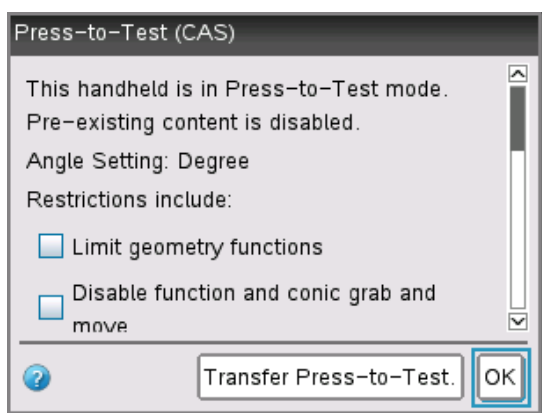 Press-to-Test (CAS)
This handheld is in Press-to-Test mode.
Pre-existing content is disabled.
Angle Setting: Degree
Restrictions include:
Limit geometry functions
Disable function and conic grab and
move
?
Transfer Press-to-Test.
OK